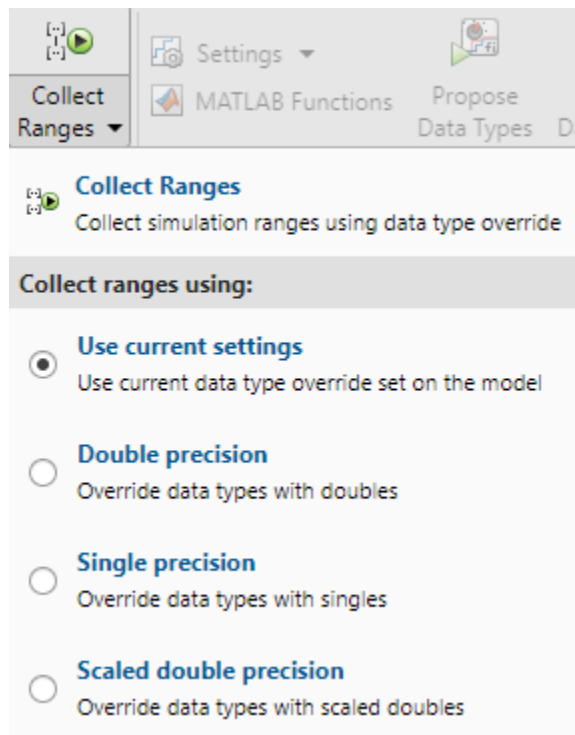 Settings
Collect
Ranges
MATLAB Functions
Propose
Data Types
D
fi
Collect Ranges
Collect simulation ranges using data type override
Collect ranges using:
Use current settings
Use current data type override set on the model
Double precision
Override data types with doubles
Single precision
Override data types with singles
Scaled double precision
Override data types with scaled doubles